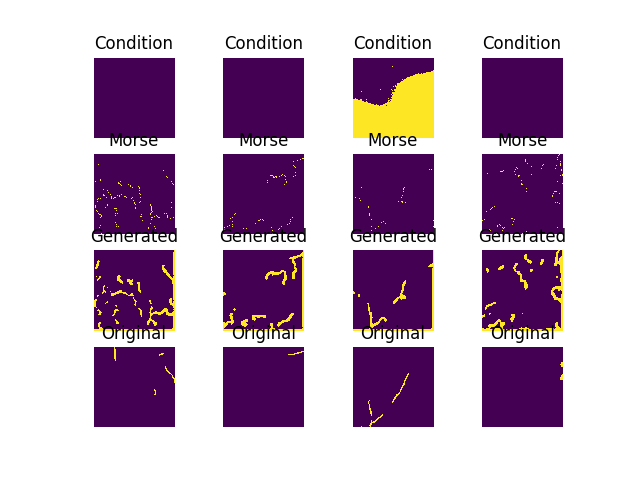 Condition Condition Condition Condition
Morse Morse Morse Morse
Generated Generated Generated Generated
Original Original Original Original